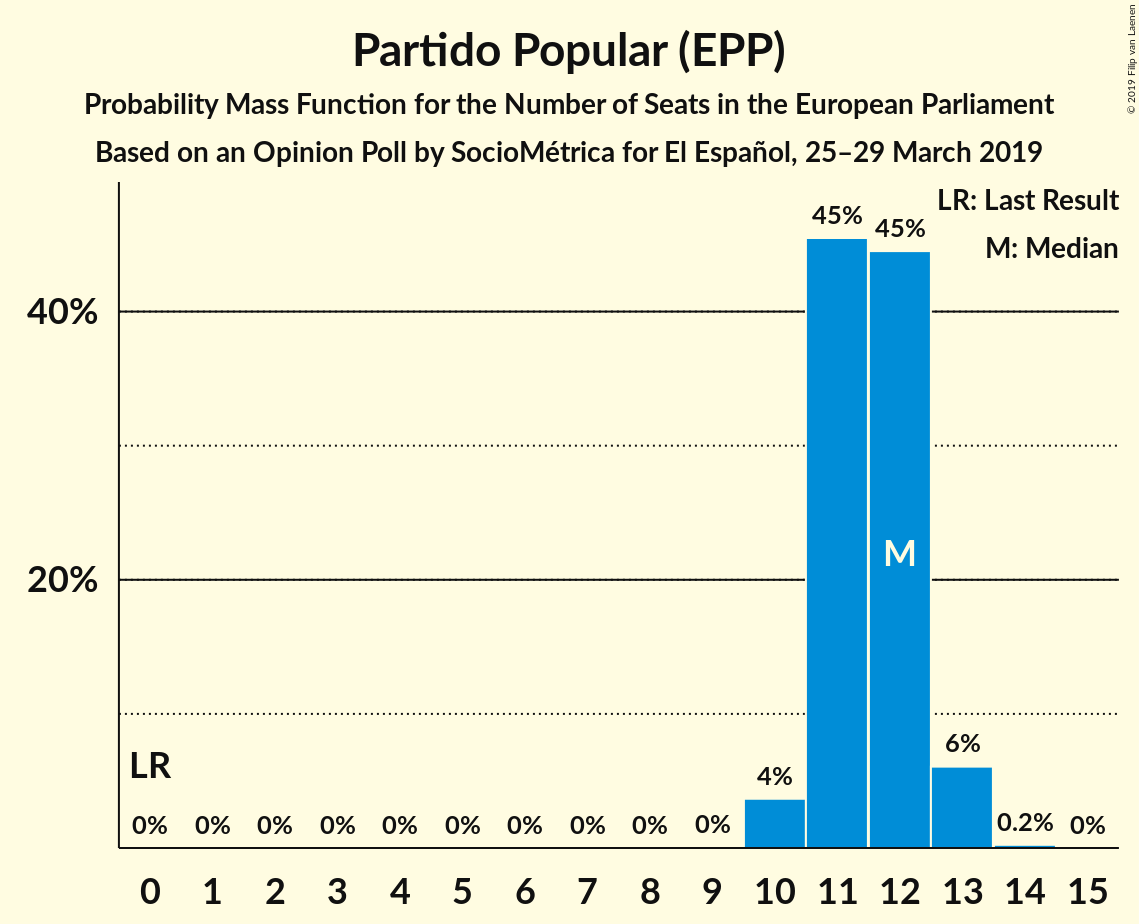 Partido Popular (EPP)
Probability Mass Function for the Number of Seats in the European Parliament
Based on an Opinion Poll by SocioMétrica for El Español, 25–29 March 2019
© 2019 Filip van Laenen
LR: Last Result
M: Median
45%
45%
40%
M
20%
6%
LR
4%
0%
0%
0%
0%
0%
0%
0%
0%
0%
0%
0.2%
0%
0 1 2 3 4 5 6 7 8 9 10 11 12 13 14 15